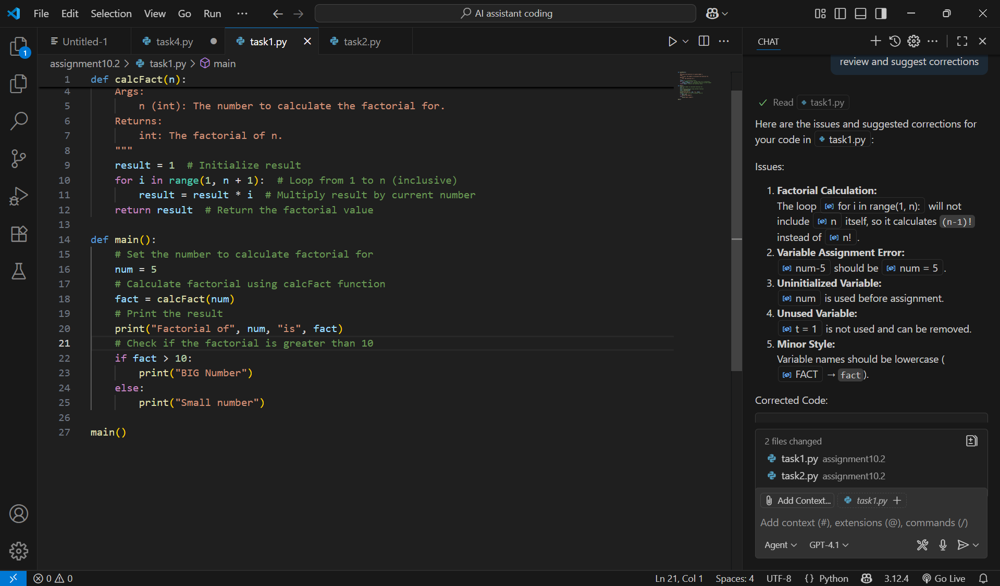 File Edit Selection View Go Run ··· AI assistant coding
Untitled-1 task4.py task1.py task2.py
assignment10.2 > task1.py > main
1 def calcFact(n):
4 Args:
5 n (int): The number to calculate the factorial for.
6 Returns:
7 int: The factorial of n.
8 """
9 result = 1 # Initialize result
10 for i in range(1, n + 1): # Loop from 1 to n (inclusive)
11 result = result * i # Multiply result by current number
12 return result # Return the factorial value
13
14 def main():
15 # Set the number to calculate factorial for
16 num = 5
17 # Calculate factorial using calcFact function
18 fact = calcFact(num)
19 # Print the result
20 print("Factorial of", num, "is", fact)
21 # Check if the factorial is greater than 10
22 if fact > 10:
23 print("BIG Number")
24 else:
25 print("Small number")
26
27 main()
1
CHAT
review and suggest corrections
Read task1.py
Here are the issues and suggested corrections for
your code in task1.py :
Issues:
1. Factorial Calculation:
The loop for i in range(1, n): will not
include n itself, so it calculates (n-1)!
instead of n! .
2. Variable Assignment Error:
num-5 should be num = 5 .
3. Uninitialized Variable:
num is used before assignment.
4. Unused Variable:
t = 1 is not used and can be removed.
5. Minor Style:
Variable names should be lowercase (
FACT → fact).
Corrected Code:
2 files changed
task1.py assignment10.2
task2.py assignment10.2
Add Context... task1.py +
Add context (#), extensions (@), commands (/)
Agent GPT-4.1
0 0 Ln 21, Col 1 Spaces: 4 UTF-8 {} Python 3.12.4 Go Live